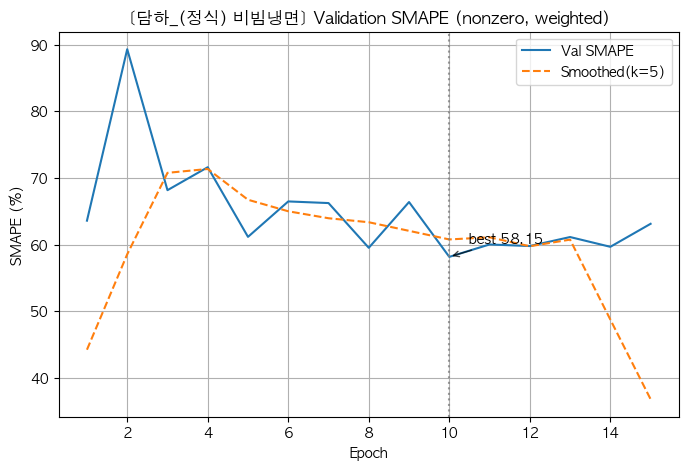 [담하_(정식) 비빔냉면] Validation SMAPE (nonzero, weighted)
Val SMAPE
Smoothed(k=5)
SMAPE (%)
90
80
70
60
50
40
best 58.15
2
4
6
8
10
12
14
Epoch